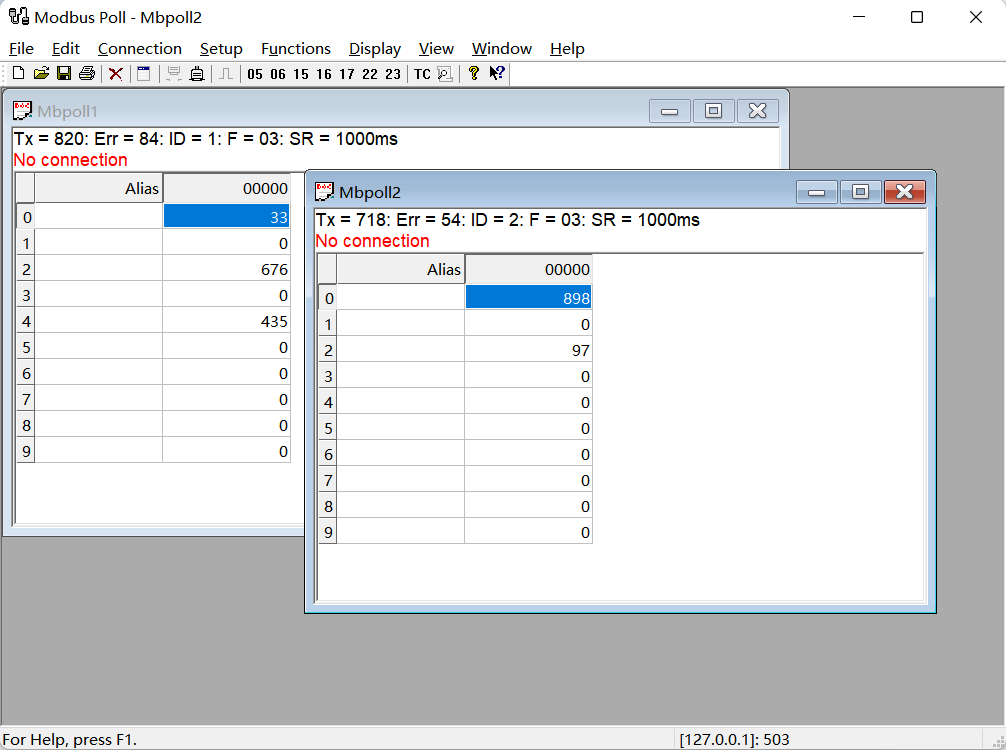 Modbus Poll - Mbpoll2
File Edit Connection Setup Functions Display View Window Help
05 06 15 16 17 22 23 TC
Mbpoll1
Tx = 820: Err = 84: ID = 1: F = 03: SR = 1000ms
No connection
Alias 00000
0 33
1 0
2 676
3 0
4 435
5 0
6 0
7 0
8 0
9 0
Mbpoll2
Tx = 718: Err = 54: ID = 2: F = 03: SR = 1000ms
No connection
Alias 00000
0 898
1 0
2 97
3 0
4 0
5 0
6 0
7 0
8 0
9 0
For Help, press F1.
[127.0.0.1]: 503